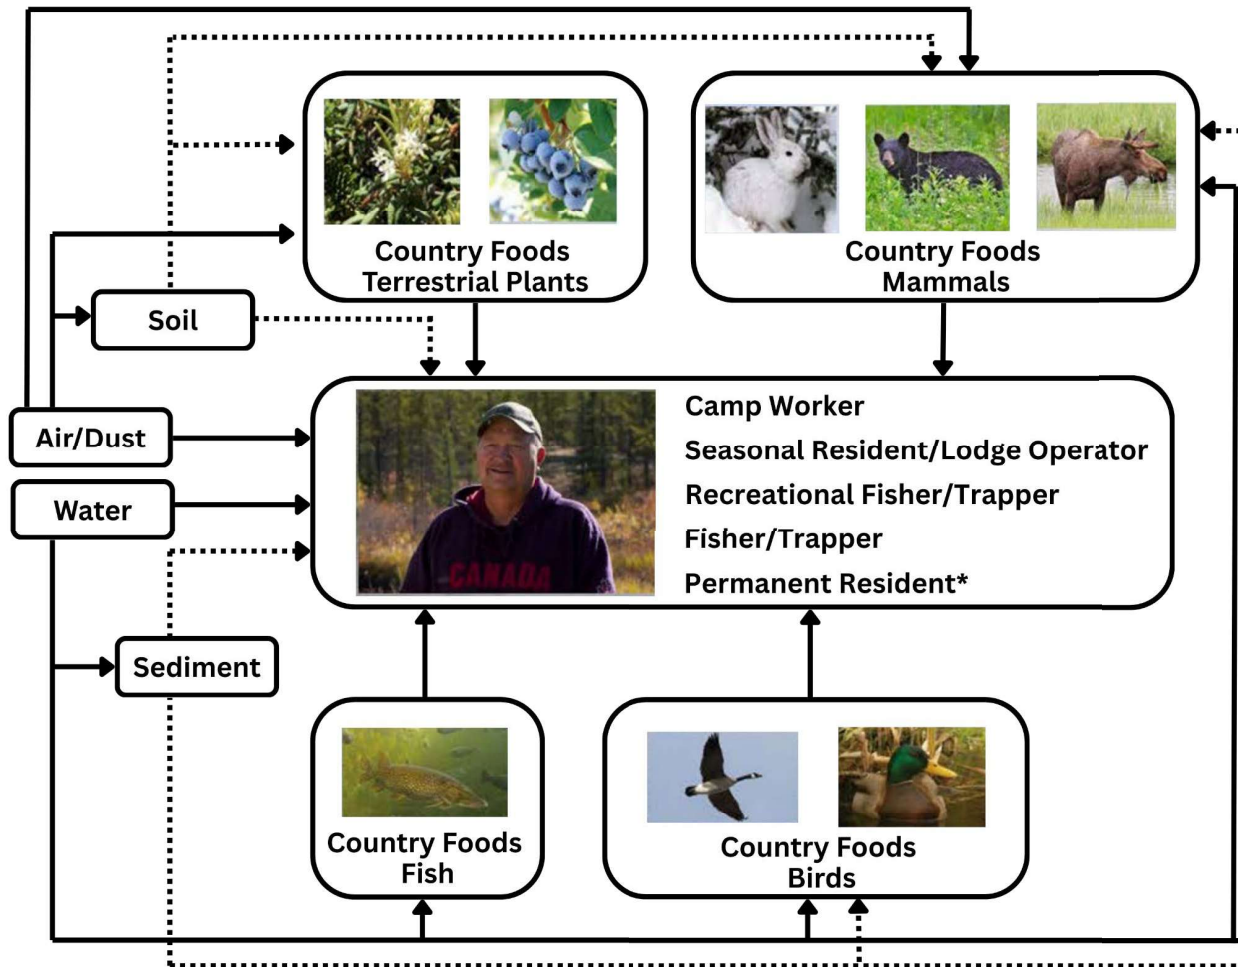 Country Foods
Terrestrial Plants
Country Foods
Mammals
Soil
Air/Dust
Water
Camp Worker
Seasonal Resident/Lodge Operator
Recreational Fisher/Trapper
Fisher/Trapper
Permanent Resident*
CANADA
Sediment
Country Foods
Fish
Country Foods
Birds